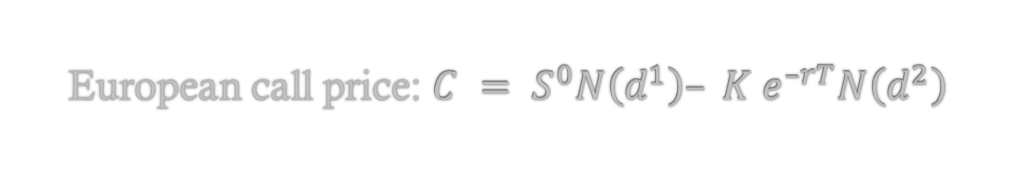 European call price: C = S⁰N(d¹)– K e⁻ʳᵀN(d²)